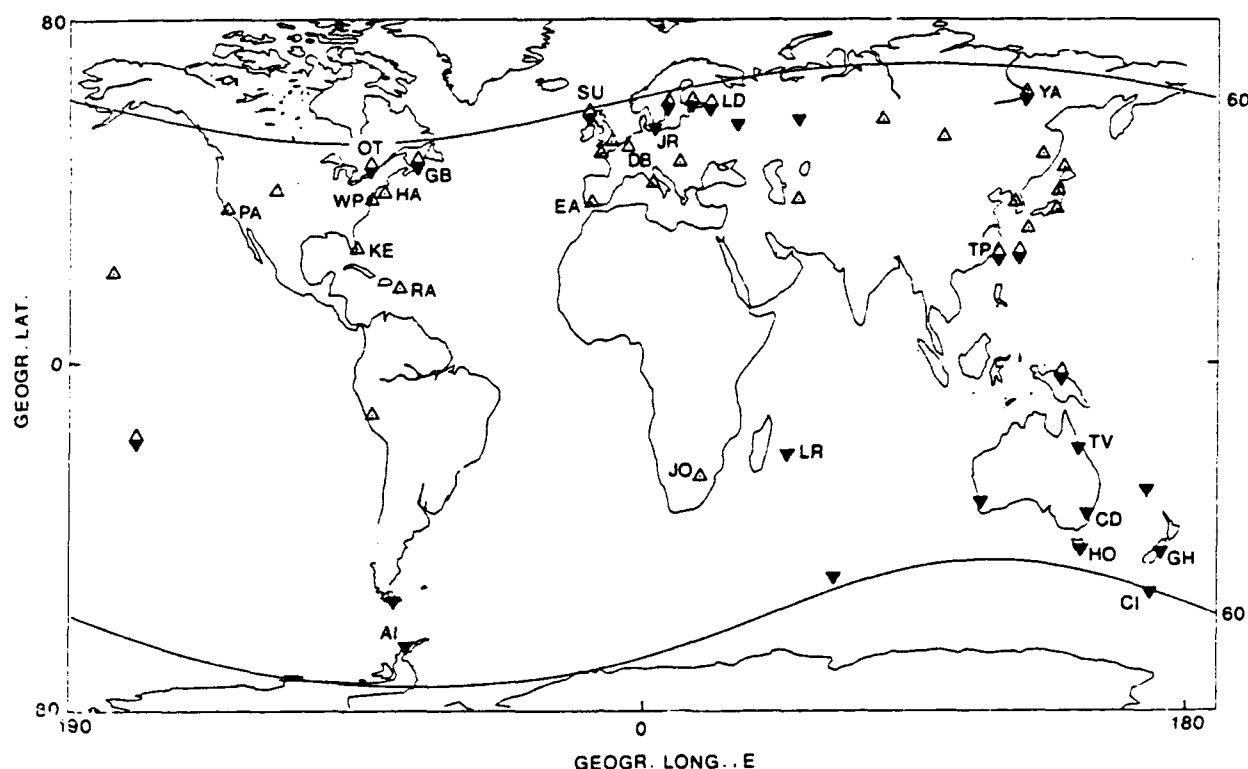 80
SU
LD
YA
60
OT
JR
DB
GB
WP
HA
EA
PA
KE
TP
RA
GEOGR. LAT.
0
TV
JO
LR
CD
HO
GH
CI
60
AI
80
190
0
180
GEOGR. LONG., E